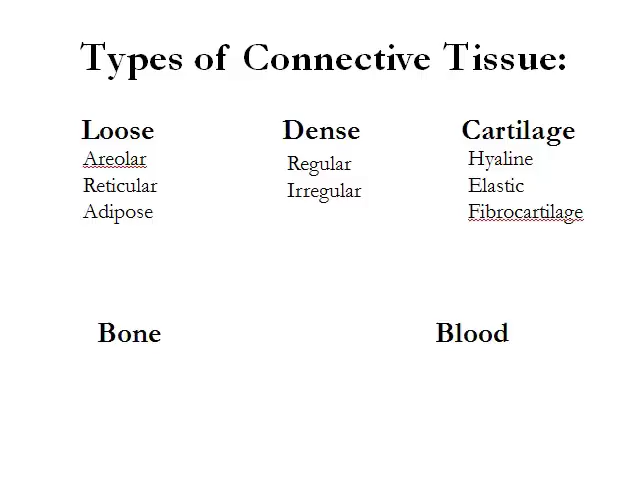 Types of Connective Tissue:
Loose
Areolar
Reticular
Adipose
Dense
Regular
Irregular
Cartilage
Hyaline
Elastic
Fibrocartilage
Bone
Blood